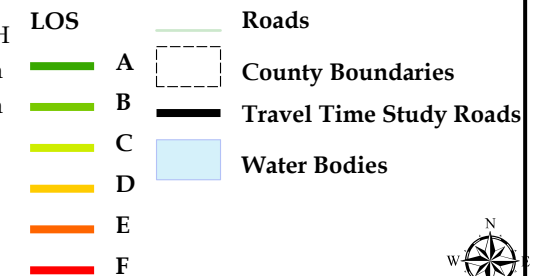 LOS
A
B
C
D
E
F
Roads
County Boundaries
Travel Time Study Roads
Water Bodies
N
W
E